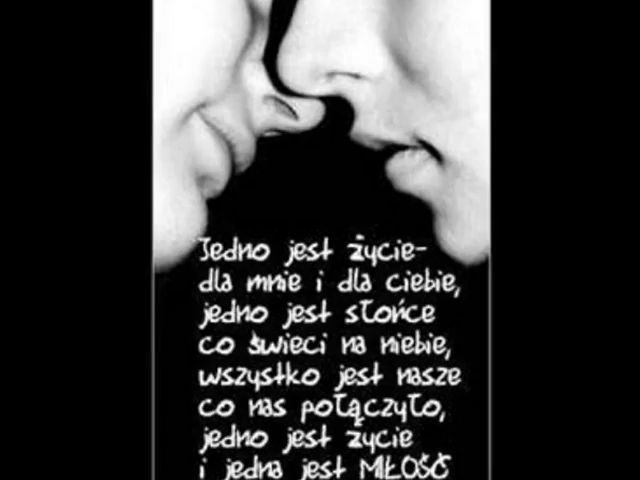 Jedno jest życie-
dla mnie i dla ciebie,
jedno jest słońce
co świeci na niebie,
wszystko jest nasze
co nas połączyło,
jedno jest życie
i jedna jest MIŁOŚĆ